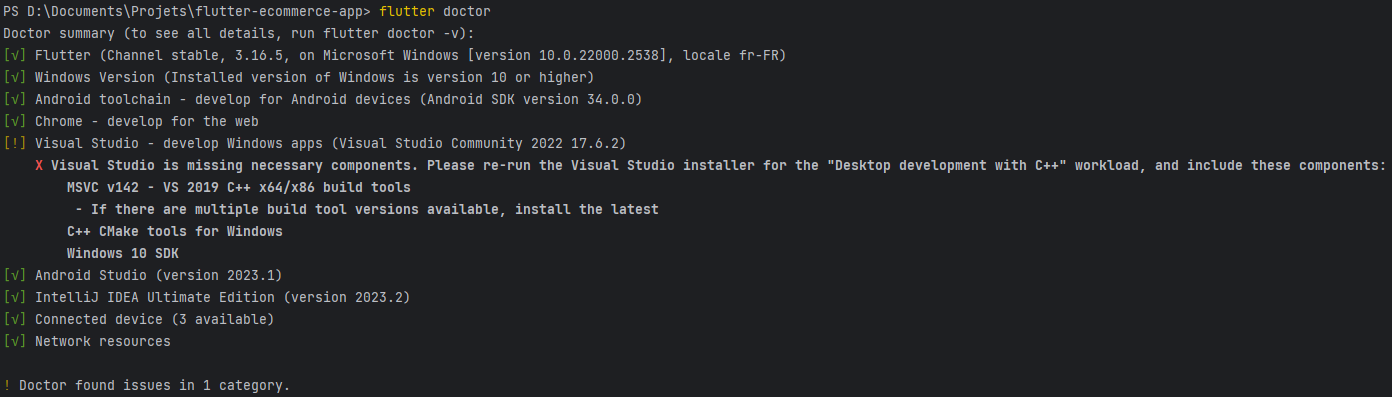 PS D:\Documents\Projets\flutter-ecommerce-app> flutter doctor
Doctor summary (to see all details, run flutter doctor -v):
[√] Flutter (Channel stable, 3.16.5, on Microsoft Windows [version 10.0.22000.2538], locale fr-FR)
[√] Windows Version (Installed version of Windows is version 10 or higher)
[√] Android toolchain - develop for Android devices (Android SDK version 34.0.0)
[√] Chrome - develop for the web
[!] Visual Studio - develop Windows apps (Visual Studio Community 2022 17.6.2)
X Visual Studio is missing necessary components. Please re-run the Visual Studio installer for the "Desktop development with C++" workload, and include these components:
MSVC v142 - VS 2019 C++ x64/x86 build tools
- If there are multiple build tool versions available, install the latest
C++ CMake tools for Windows
Windows 10 SDK
[√] Android Studio (version 2023.1)
[√] IntelliJ IDEA Ultimate Edition (version 2023.2)
[√] Connected device (3 available)
[√] Network resources
! Doctor found issues in 1 category.